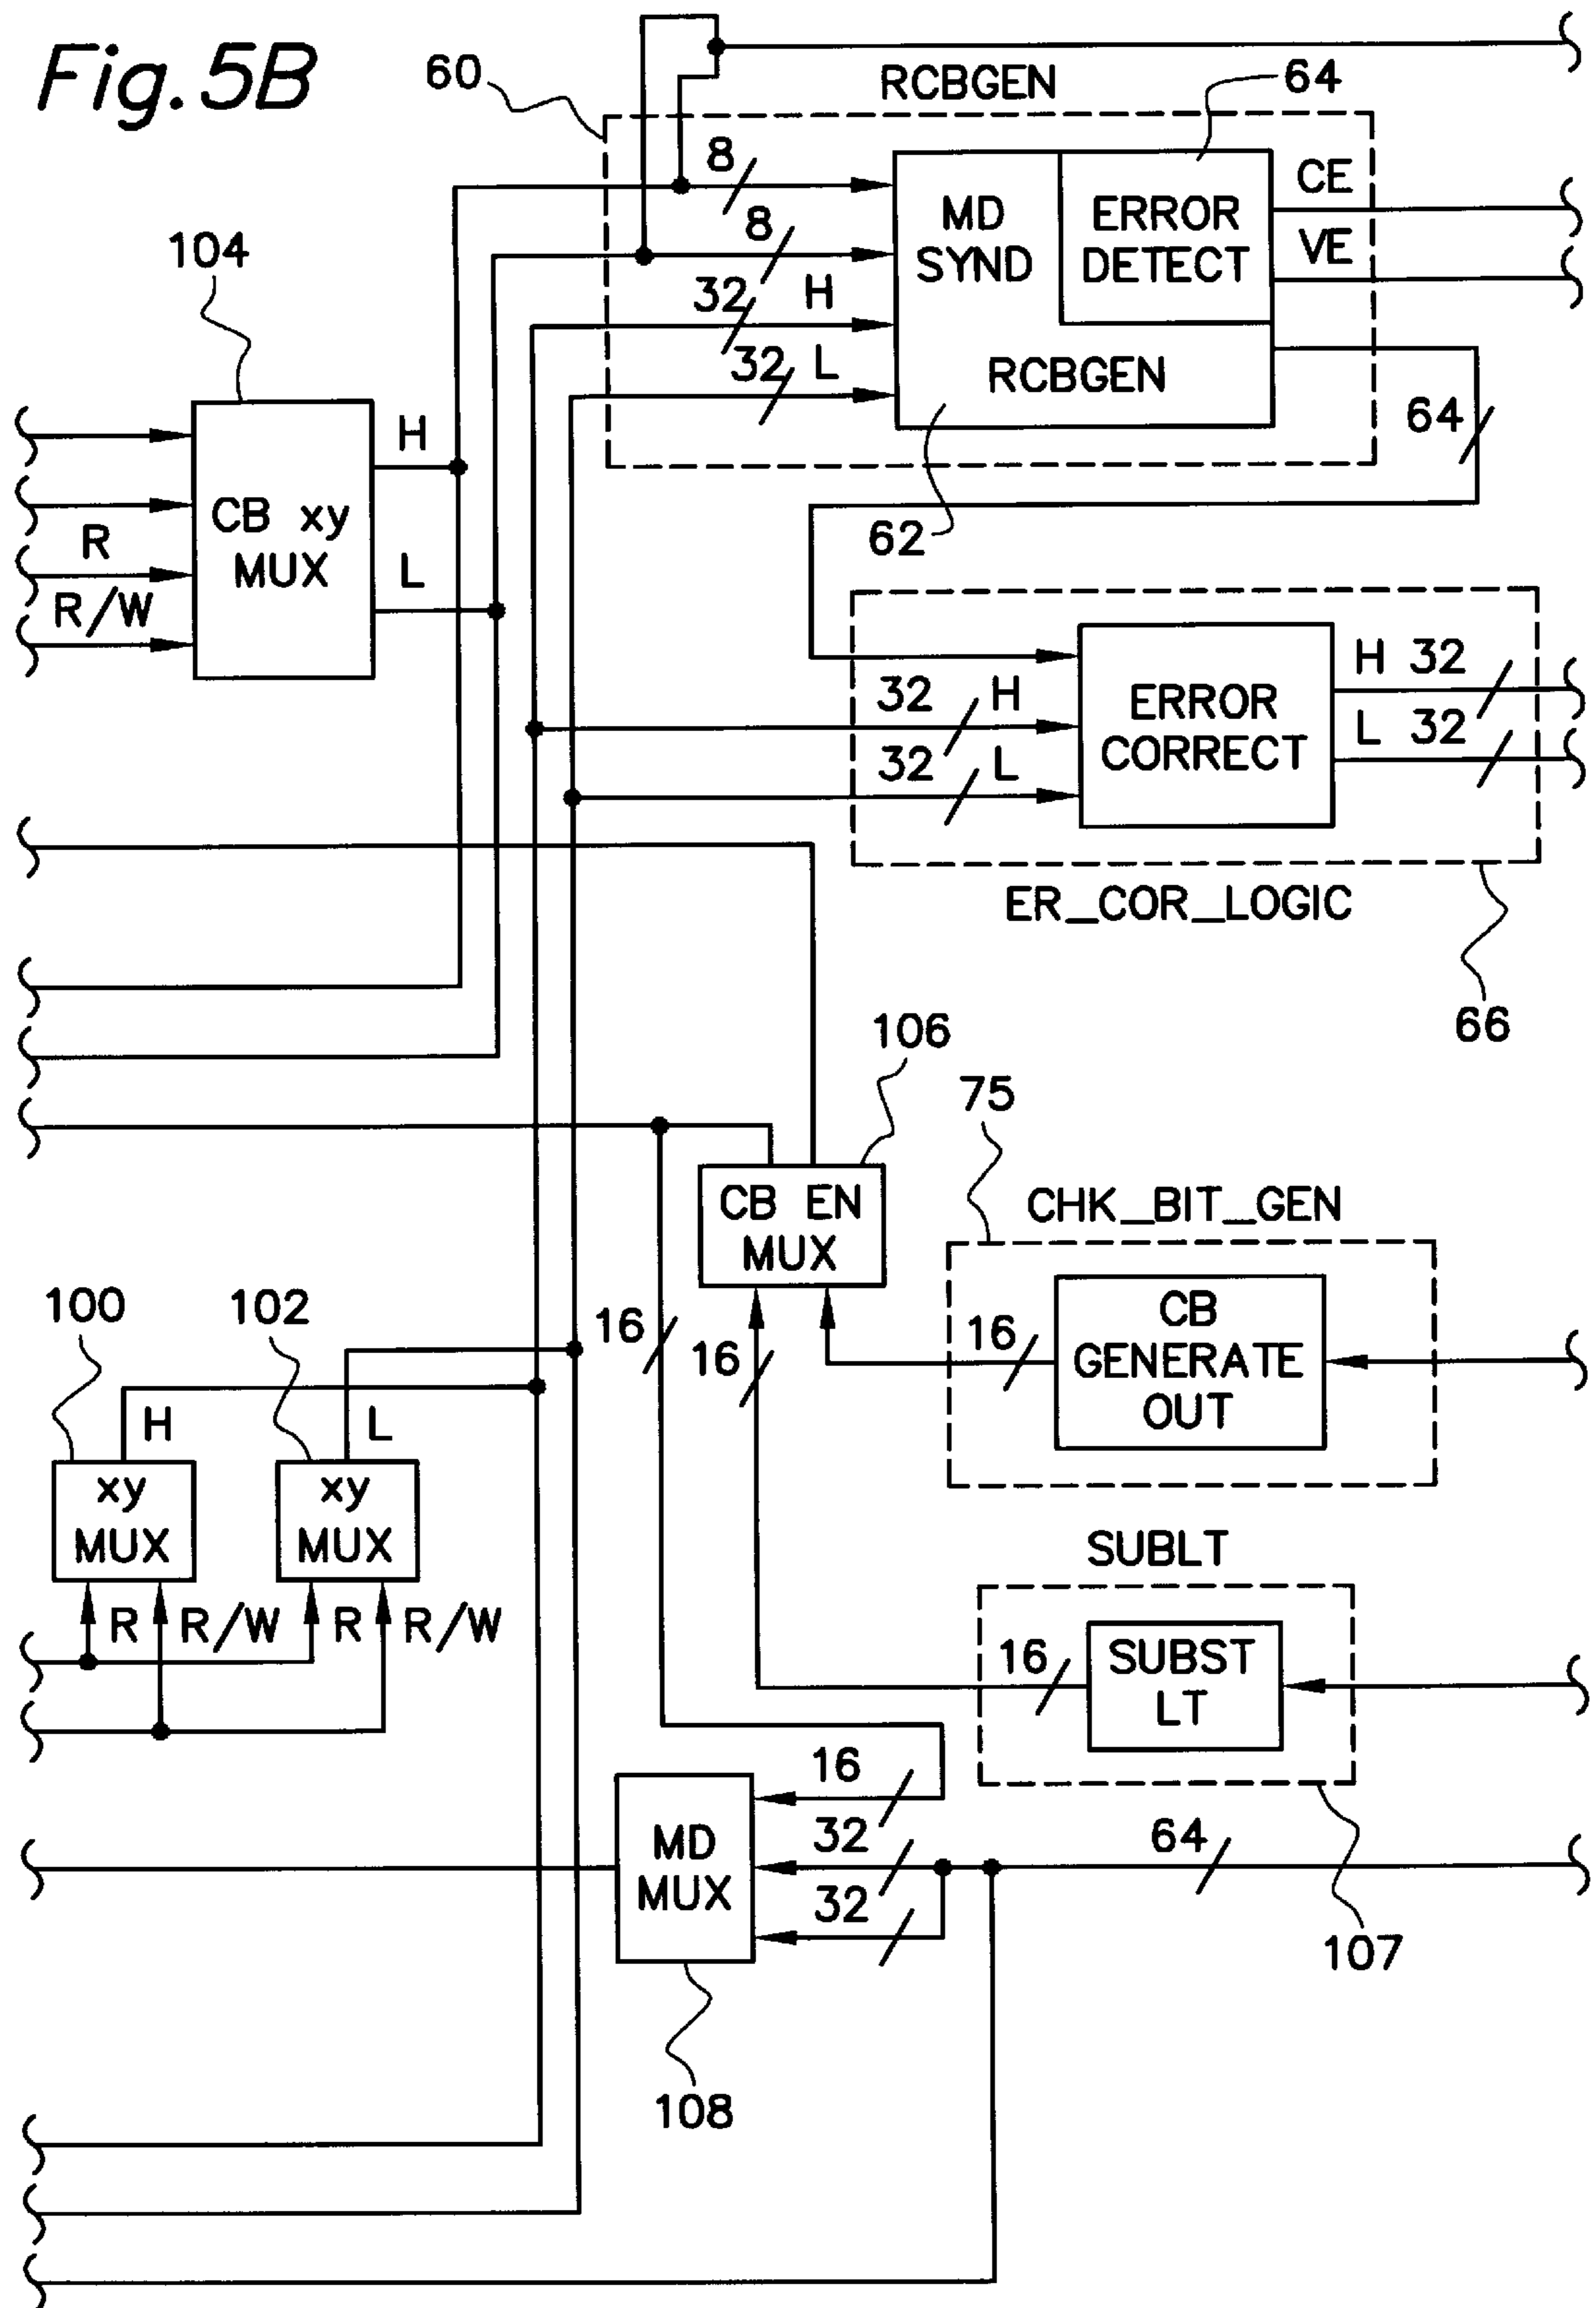 Fig. 5B
60
RCBGEN
64
8
8
32 H
32 L
MD
SYND
ERROR
DETECT
RCBGEN
CE
VE
64
62
104
H
L
CB xy
MUX
R
R/W
32 H
32 L
ERROR
CORRECT
H 32
L 32
ER_COR_LOGIC
66
106
CB EN
MUX
75
CHK_BIT_GEN
16
CB
GENERATE
OUT
16
16
100
102
H
L
xy
MUX
xy
MUX
R R/W R R/W
SUBLT
16
SUBST
LT
107
16
32
32
64
MD
MUX
108